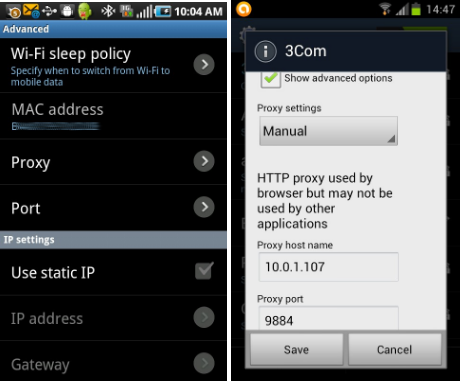 10:04 AM
Advanced
Wi-Fi sleep policy
Specify when to switch from Wi-Fi to
mobile data
MAC address
Proxy
Port
IP settings
Use static IP
IP address
Gateway
14:47
3Com
Show advanced options
Proxy settings
Manual
HTTP proxy used by
browser but may not be
used by other
applications
Proxy host name
10.0.1.107
Proxy port
9884
Save
Cancel